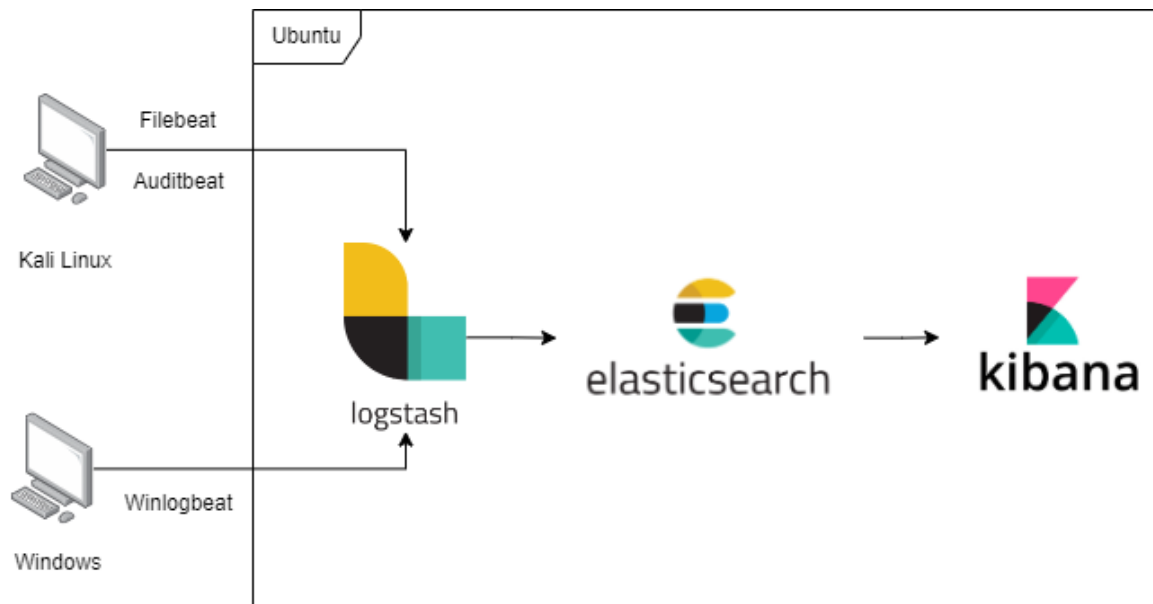 Ubuntu
Filebeat
Auditbeat
Kali Linux
logstash
elasticsearch
kibana
Winlogbeat
Windows